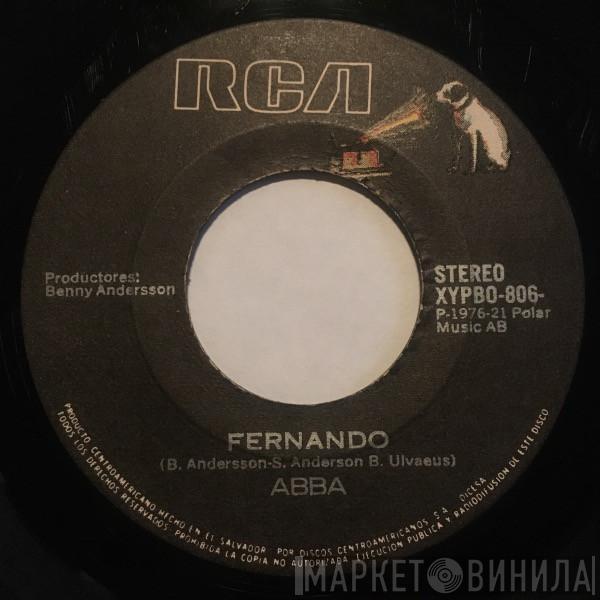 RCA
Productores:
Benny Andersson
STEREO
XYPBO-806-
P-1976-21 Polar
Music AB
FERNANDO
(B. Andersson-S. Anderson B. Ulvaeus)
ABBA
PRODUCTO CENTROAMERICANO HECHO EN EL SALVADOR POR DISCOS CENTROAMERICANOS, S A DICESA
TODOS LOS DERECHOS RESERVADOS PROHIBIDA LA COPIA NO AUTORIZADA EJECUCION PUBLICA Y RADIODIFUSION DE ESTE DISCO
МАРКЕТ ВИНИЛА